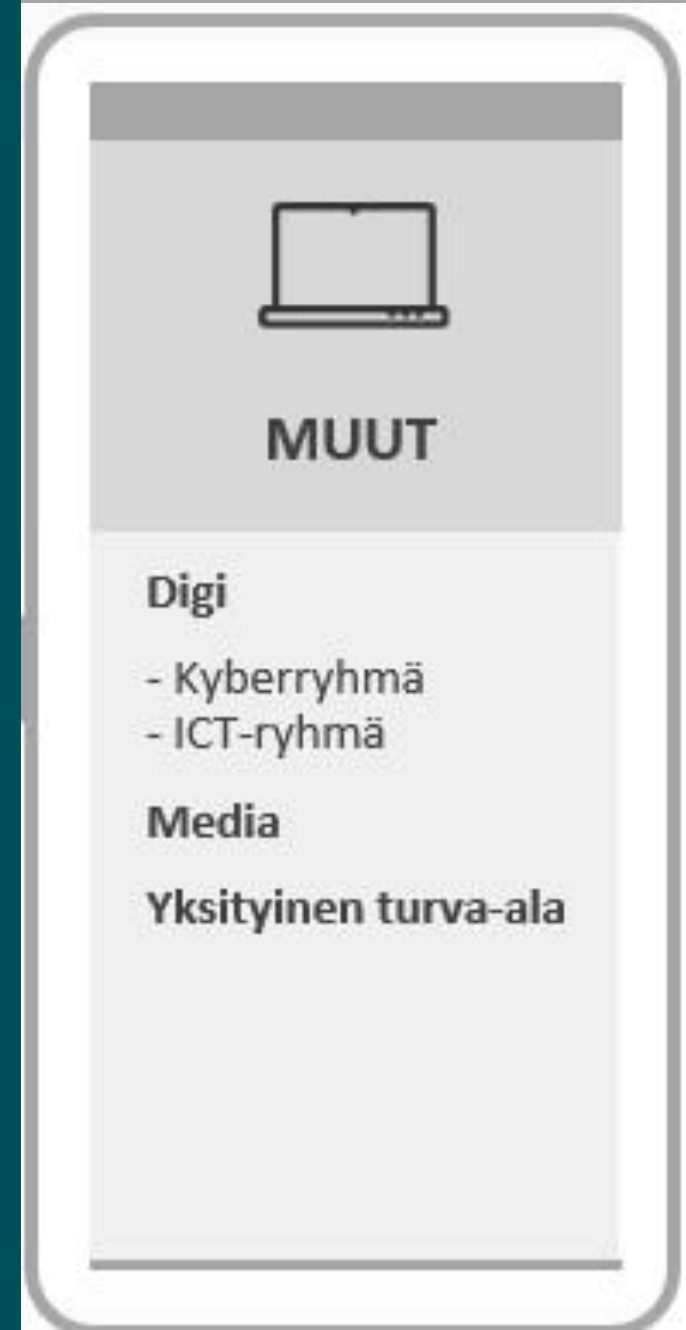 MUUT
Digi
- Kyberryhmä
- ICT-ryhmä
Media
Yksityinen turva-ala